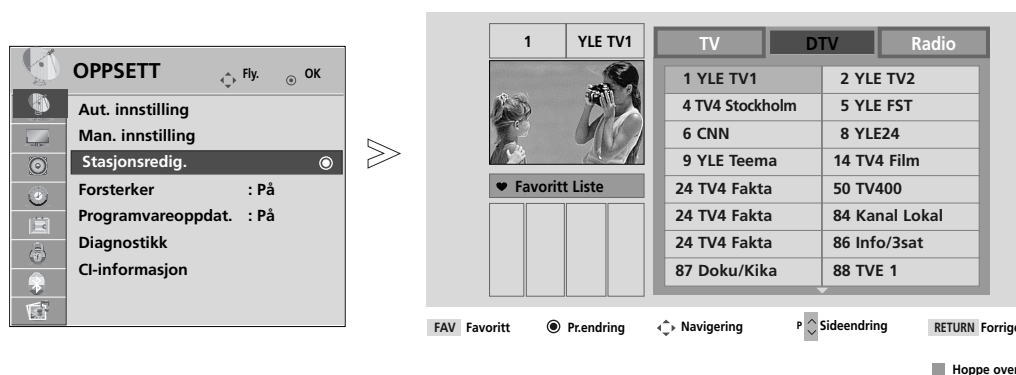 OPPSETT
Fly. OK
Aut. innstilling
Man. innstilling
Stasjonsredig.
Forsterker : På
Programvareoppdat. : På
Diagnostikk
CI-informasjon
1 YLE TV1
Favoritt Liste
TV DTV Radio
1 YLE TV1 2 YLE TV2
4 TV4 Stockholm 5 YLE FST
6 CNN 8 YLE24
9 YLE Teema 14 TV4 Film
24 TV4 Fakta 50 TV400
24 TV4 Fakta 84 Kanal Lokal
24 TV4 Fakta 86 Info/3sat
87 Doku/Kika 88 TVE 1
FAV Favoritt Pr.endring Navigering P Sideendring RETURN Forrige
Hoppe over